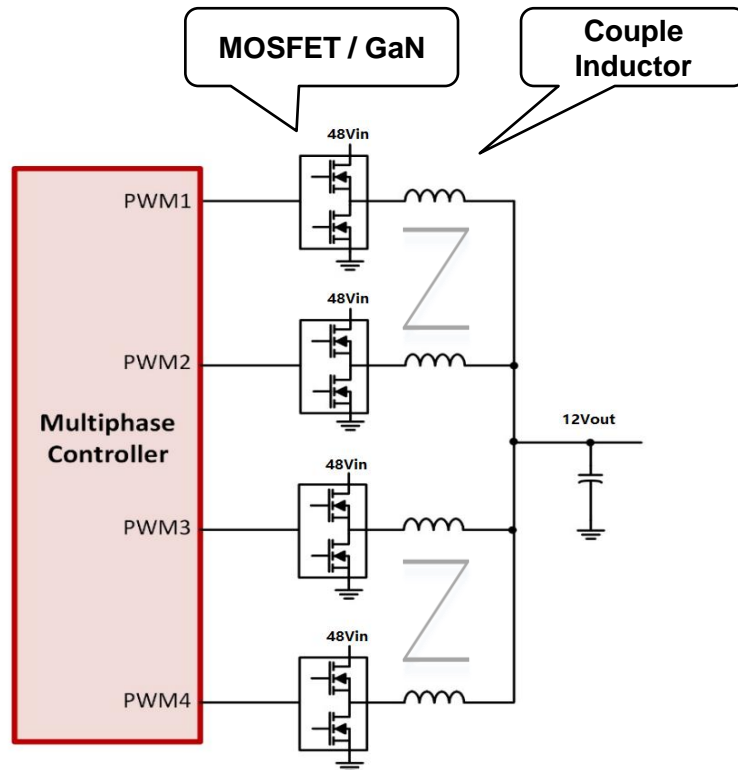 MOSFET / GaN
Couple
Inductor
48Vin
PWM1
48Vin
PWM2
Multiphase
Controller
12Vout
48Vin
PWM3
48Vin
PWM4